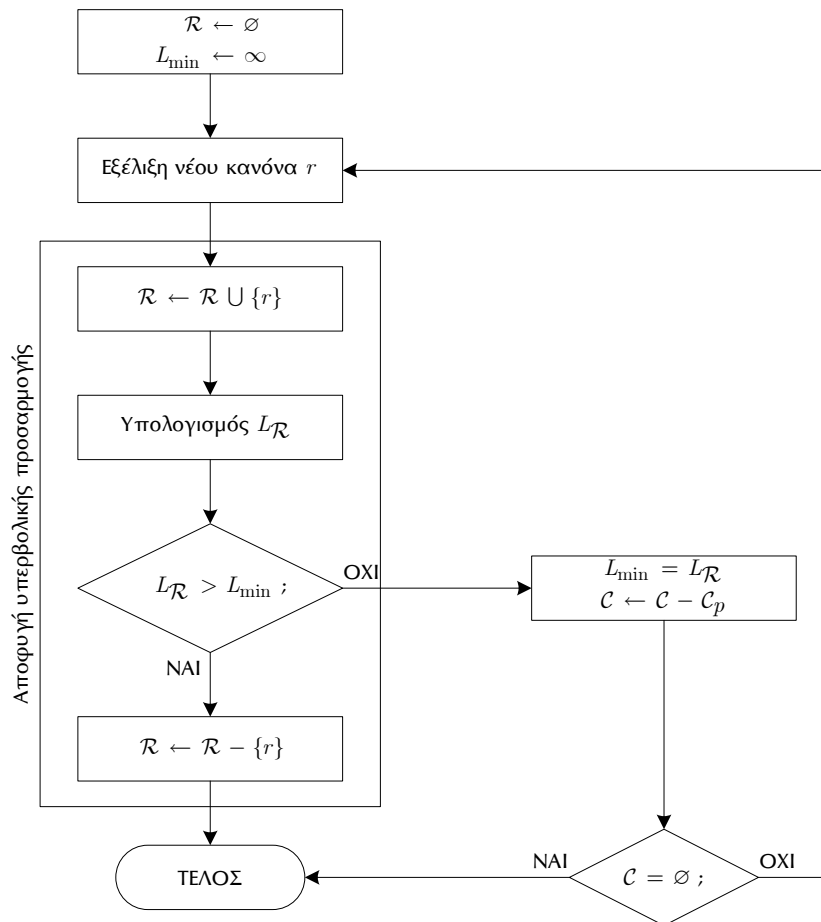 ℛ ← ∅
L_min ← ∞
Εξέλιξη νέου κανόνα r
Αποφυγή υπερβολικής προσαρμογής
ℛ ← ℛ ⋃ {r}
Υπολογισμός L_ℛ
L_ℛ > L_min ;
ΟΧΙ
ΝΑΙ
L_min = L_ℛ
𝒞 ← 𝒞 − 𝒞_p
ℛ ← ℛ − {r}
ΤΕΛΟΣ
ΝΑΙ
𝒞 = ∅ ;
ΟΧΙ